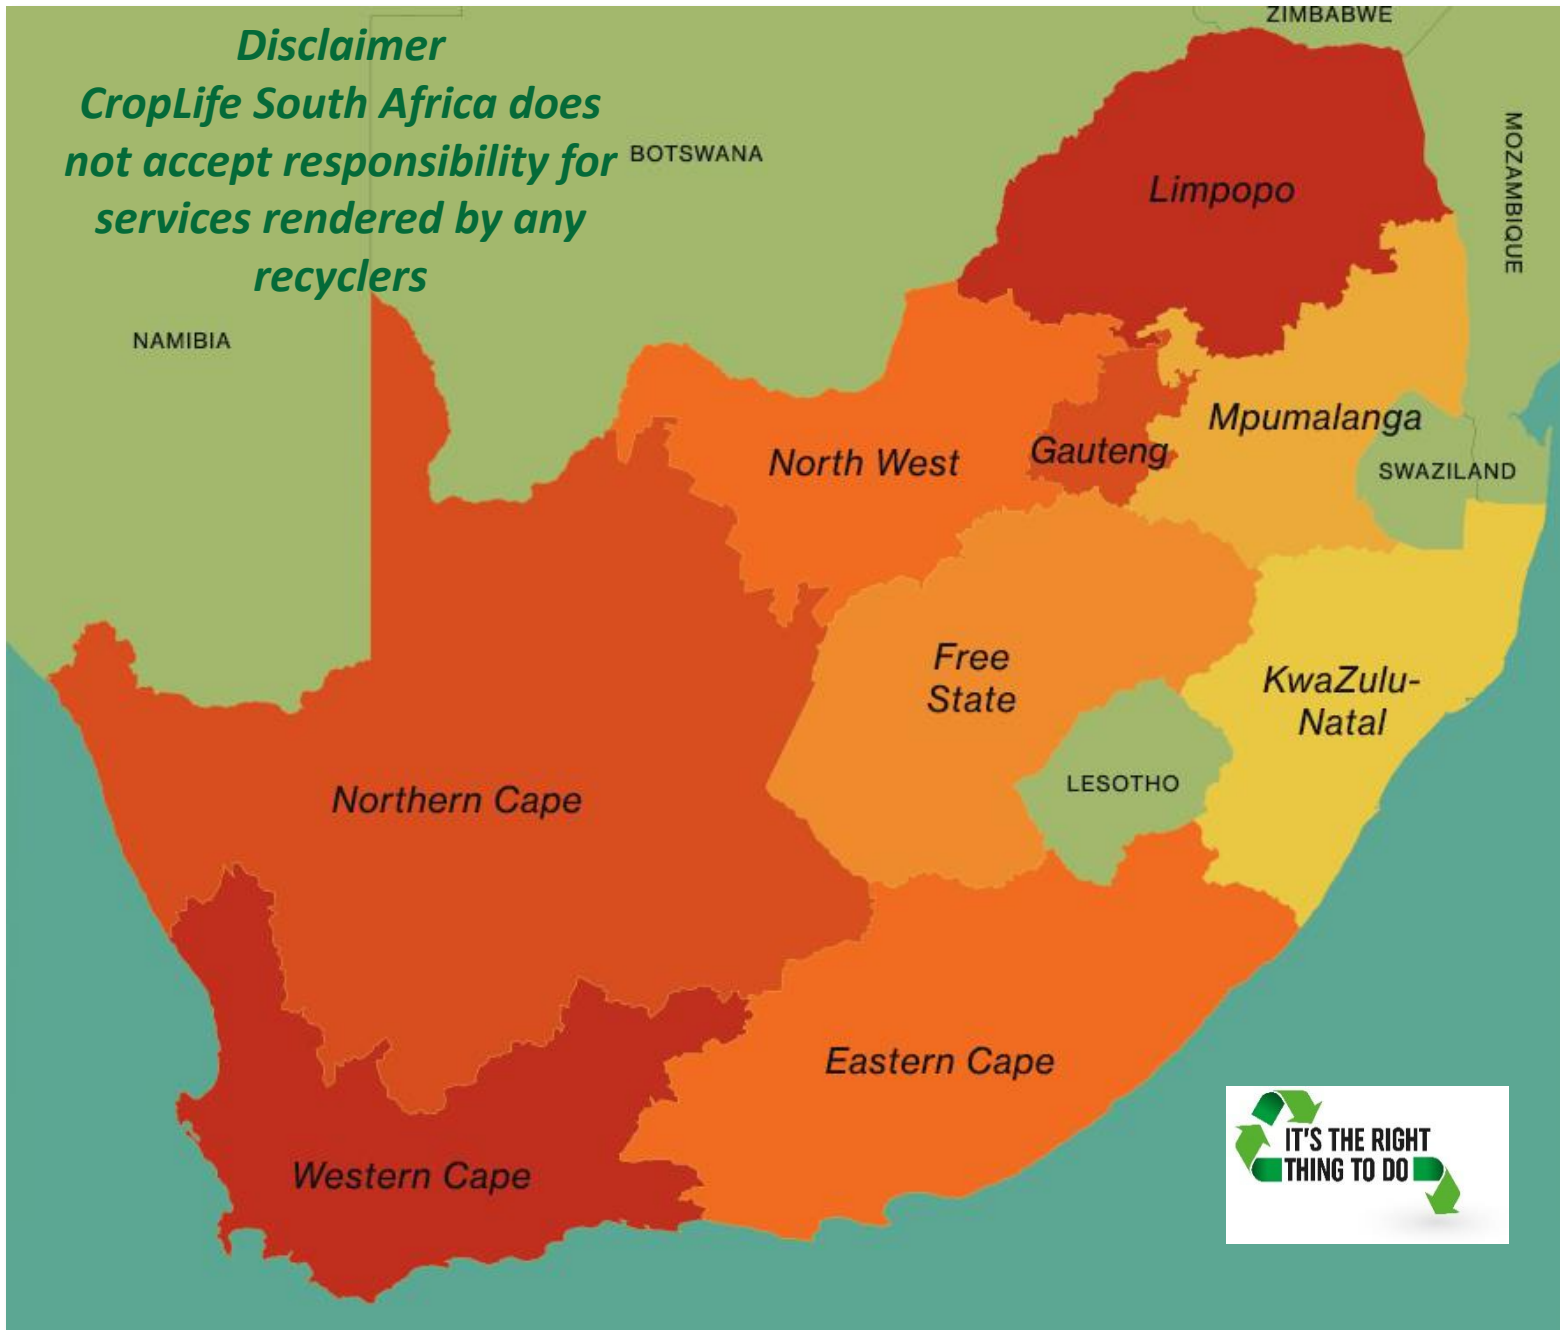 Disclaimer
CropLife South Africa does
not accept responsibility for
services rendered by any
recyclers
ZIMBABWE
BOTSWANA
MOZAMBIQUE
Limpopo
NAMIBIA
Mpumalanga
North West
Gauteng
SWAZILAND
Free
State
KwaZulu-
Natal
LESOTHO
Northern Cape
Eastern Cape
Western Cape
IT'S THE RIGHT
THING TO DO